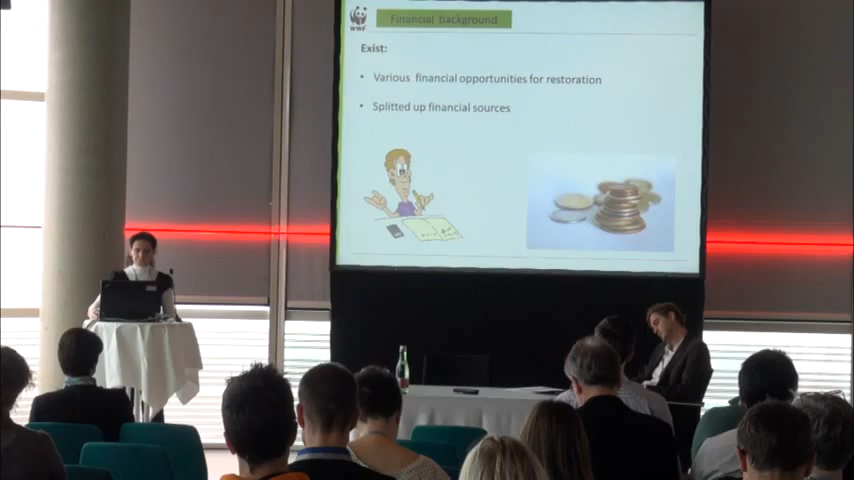 WWF
Financial background
Exist:
• Various financial opportunities for restoration
• Splitted up financial sources